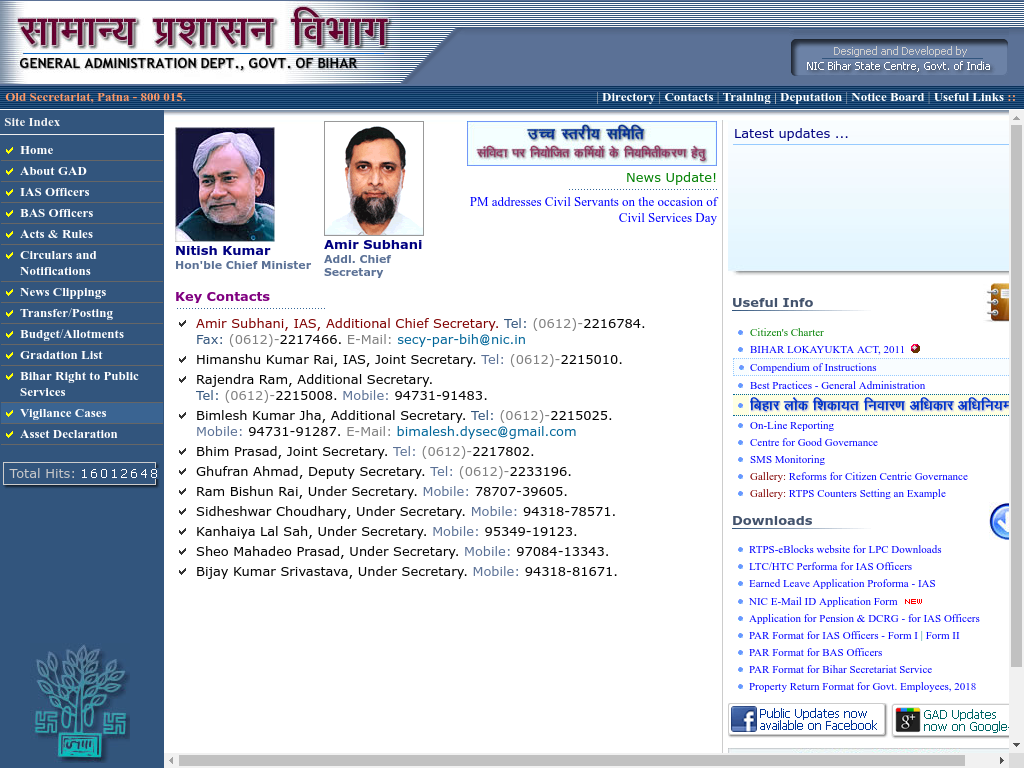 सामान्य प्रशासन विभाग
GENERAL ADMINISTRATION DEPT., GOVT. OF BIHAR
Designed and Developed by
NIC Bihar State Centre, Govt. of India
Old Secretariat, Patna - 800 015.
| Directory | Contacts | Training | Deputation | Notice Board | Useful Links ::
Site Index
Home
About GAD
IAS Officers
BAS Officers
Acts & Rules
Circulars and
Notifications
News Clippings
Transfer/Posting
Budget/Allotments
Gradation List
Bihar Right to Public
Services
Vigilance Cases
Asset Declaration
Total Hits: 16012648
Nitish Kumar
Hon'ble Chief Minister
Amir Subhani
Addl. Chief
Secretary
उच्च स्तरीय समिति
संविदा पर नियोजित कर्मियों के नियमितीकरण हेतु
News Update!
PM addresses Civil Servants on the occasion of
Civil Services Day
Key Contacts
Amir Subhani, IAS, Additional Chief Secretary. Tel: (0612)-2216784.
Fax: (0612)-2217466. E-Mail: secy-par-bih@nic.in
Himanshu Kumar Rai, IAS, Joint Secretary. Tel: (0612)-2215010.
Rajendra Ram, Additional Secretary.
Tel: (0612)-2215008. Mobile: 94731-91483.
Bimlesh Kumar Jha, Additional Secretary. Tel: (0612)-2215025.
Mobile: 94731-91287. E-Mail: bimalesh.dysec@gmail.com
Bhim Prasad, Joint Secretary. Tel: (0612)-2217802.
Ghufran Ahmad, Deputy Secretary. Tel: (0612)-2233196.
Ram Bishun Rai, Under Secretary. Mobile: 78707-39605.
Sidheshwar Choudhary, Under Secretary. Mobile: 94318-78571.
Kanhaiya Lal Sah, Under Secretary. Mobile: 95349-19123.
Sheo Mahadeo Prasad, Under Secretary. Mobile: 97084-13343.
Bijay Kumar Srivastava, Under Secretary. Mobile: 94318-81671.
Latest updates ...
Useful Info
Citizen's Charter
BIHAR LOKAYUKTA ACT, 2011
Compendium of Instructions
Best Practices - General Administration
बिहार लोक शिकायत निवारण अधिकार अधिनियम
On-Line Reporting
Centre for Good Governance
SMS Monitoring
Gallery: Reforms for Citizen Centric Governance
Gallery: RTPS Counters Setting an Example
Downloads
RTPS-eBlocks website for LPC Downloads
LTC/HTC Performa for IAS Officers
Earned Leave Application Proforma - IAS
NIC E-Mail ID Application Form NEW
Application for Pension & DCRG - for IAS Officers
PAR Format for IAS Officers - Form I | Form II
PAR Format for BAS Officers
PAR Format for Bihar Secretariat Service
Property Return Format for Govt. Employees, 2018
Public Updates now
available on Facebook
GAD Updates
now on Google